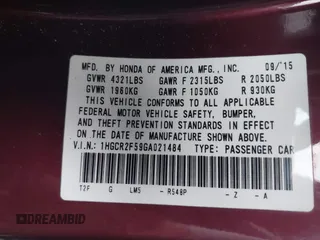 MFD. BY HONDA OF AMERICA MFG., INC. 09/'15
GVWR 4321LBS GAWR F 2315LBS R 2050LBS
GVWR 1960KG GAWR F 1050KG R 930KG
THIS VEHICLE CONFORMS TO ALL APPLICABLE
FEDERAL MOTOR VEHICLE SAFETY, BUMPER,
AND THEFT PREVENTION STANDARDS IN EFFECT ON
THE DATE OF MANUFACTURE SHOWN ABOVE.
V.I.N.: 1HGCR2F59GA021484 TYPE: PASSENGER CAR
T2F G LM5 - R548P - Z - A
DREAMBID